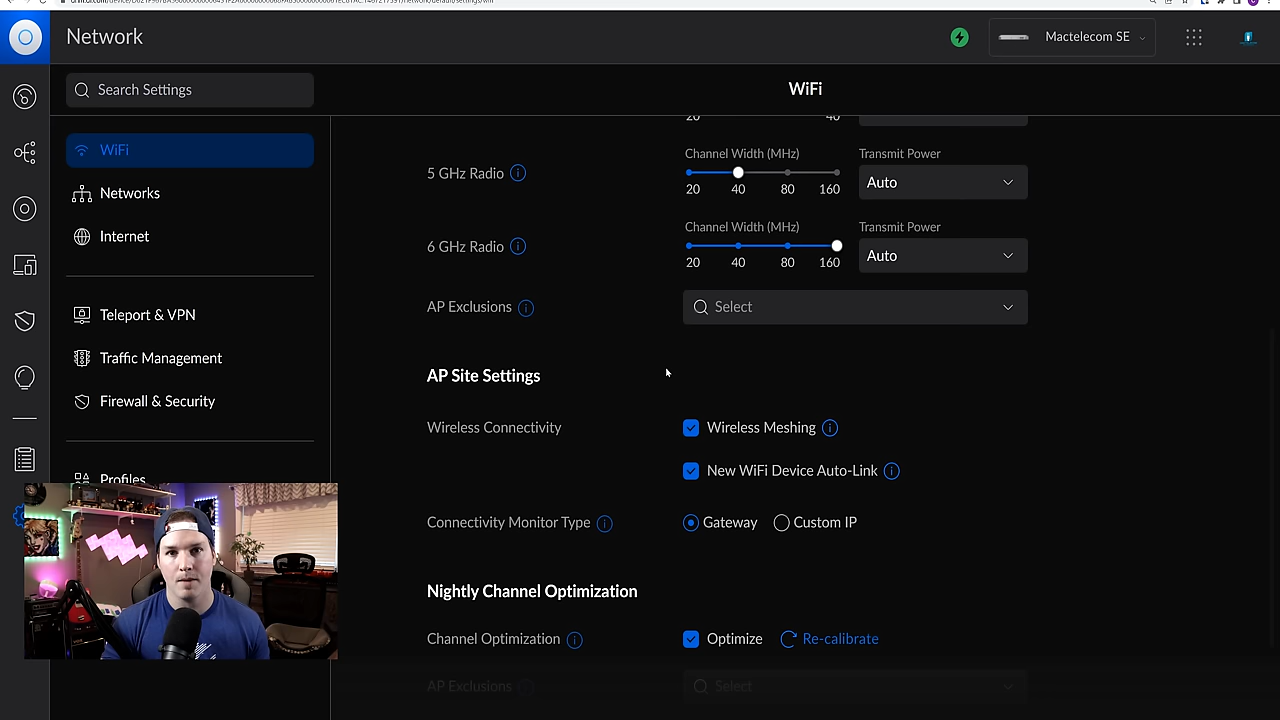 Network
Mactelecom SE
Search Settings
WiFi
WiFi
Networks
Internet
Teleport & VPN
Traffic Management
Firewall & Security
Profiles
20 40
5 GHz Radio
Channel Width (MHz)
20 40 80 160
Transmit Power
Auto
6 GHz Radio
Channel Width (MHz)
20 40 80 160
Transmit Power
Auto
AP Exclusions
Select
AP Site Settings
Wireless Connectivity
Wireless Meshing
New WiFi Device Auto-Link
Connectivity Monitor Type
Gateway
Custom IP
Nightly Channel Optimization
Channel Optimization
Optimize
Re-calibrate
AP Exclusions
Select